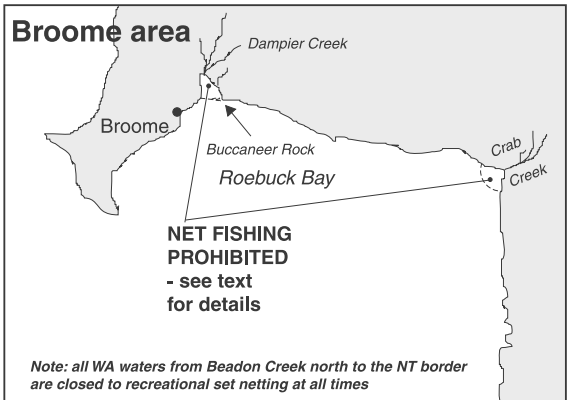 Broome area
Dampier Creek
Broome
Buccaneer Rock
Crab
Creek
Roebuck Bay
NET FISHING
PROHIBITED
- see text
for details
Note: all WA waters from Beadon Creek north to the NT border
are closed to recreational set netting at all times